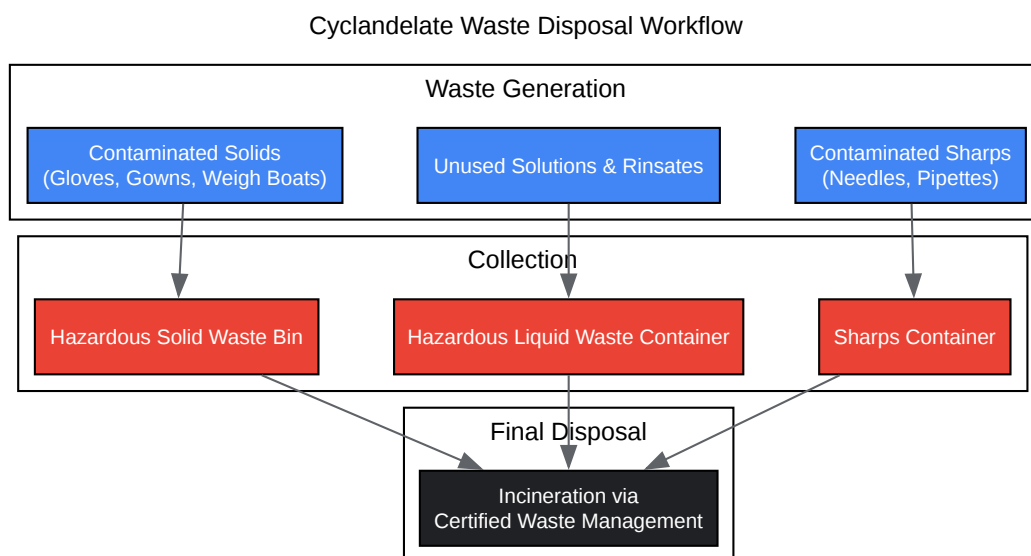 Cyclandelate Waste Disposal Workflow
Waste Generation
Contaminated Solids
(Gloves, Gowns, Weigh Boats)
Unused Solutions & Rinsates
Contaminated Sharps
(Needles, Pipettes)
Collection
Hazardous Solid Waste Bin
Hazardous Liquid Waste Container
Sharps Container
Final Disposal
Incineration via
Certified Waste Management